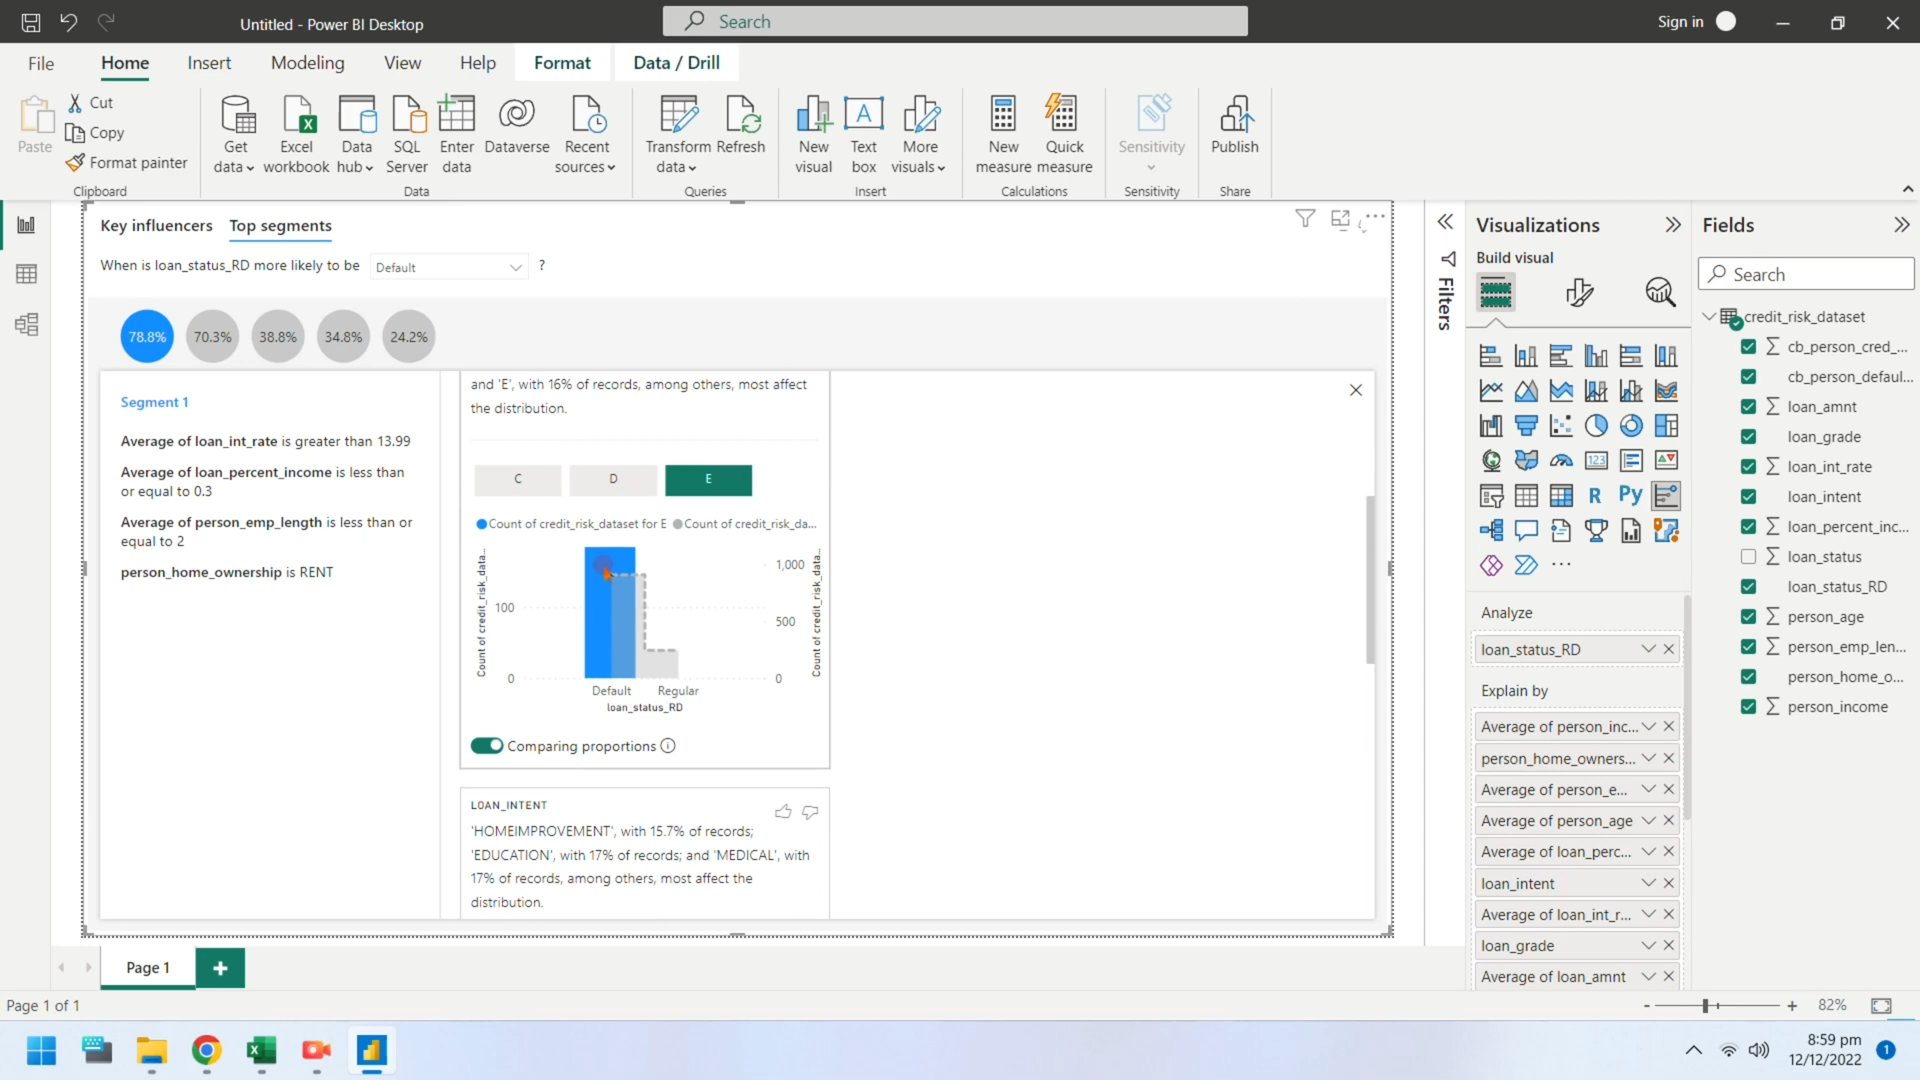 Untitled - Power BI Desktop
Search
Sign in
File
Home
Insert
Modeling
View
Help
Format
Data / Drill
Paste
Cut
Copy
Format painter
Clipboard
Get data
Excel workbook
Data hub
SQL Server
Enter data
Dataverse
Recent sources
Data
Transform data
Refresh
Queries
New visual
Text box
More visuals
Insert
New measure
Quick measure
Calculations
Sensitivity
Sensitivity
Publish
Share
Key influencers
Top segments
When is loan_status_RD more likely to be
Default
?
78.8%
70.3%
38.8%
34.8%
24.2%
Segment 1
Average of loan_int_rate is greater than 13.99
Average of loan_percent_income is less than
or equal to 0.3
Average of person_emp_length is less than or
equal to 2
person_home_ownership is RENT
and 'E', with 16% of records, among others, most affect
the distribution.
C
D
E
Count of credit_risk_dataset for E
Count of credit_risk_da...
Count of credit_risk_data...
100
0
1,000
500
0
Count of credit_risk_data...
Default
Regular
loan_status_RD
Comparing proportions
LOAN_INTENT
'HOMEIMPROVEMENT', with 15.7% of records;
'EDUCATION', with 17% of records; and 'MEDICAL', with
17% of records, among others, most affect the
distribution.
Filters
Visualizations
Build visual
123
R
Py
Analyze
loan_status_RD
Explain by
Average of person_inc...
person_home_owners...
Average of person_e...
Average of person_age
Average of loan_perc...
loan_intent
Average of loan_int_r...
loan_grade
Average of loan_amnt
Fields
Search
credit_risk_dataset
cb_person_cred_...
cb_person_defaul...
loan_amnt
loan_grade
loan_int_rate
loan_intent
loan_percent_inc...
loan_status
loan_status_RD
person_age
person_emp_len...
person_home_o...
person_income
Page 1
Page 1 of 1
- +
82%
8:59 pm
12/12/2022
1